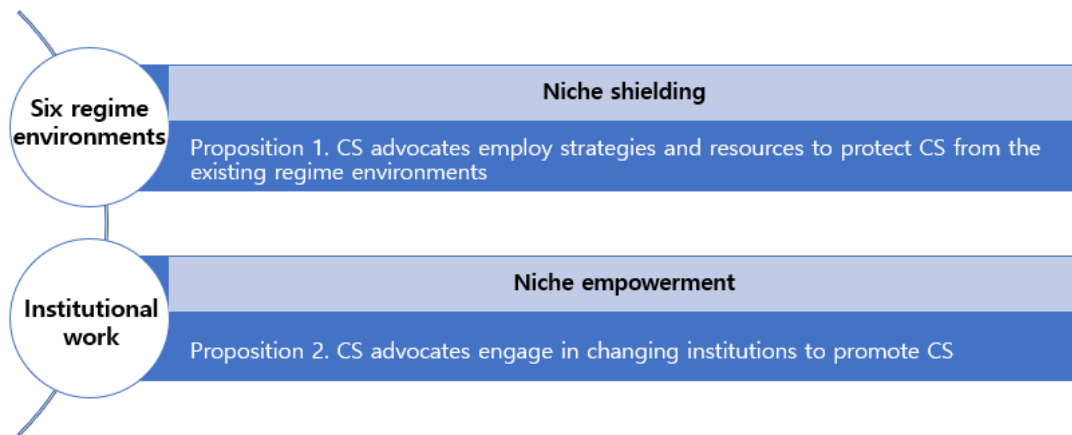 Six regime
environments
Niche shielding
Proposition 1. CS advocates employ strategies and resources to protect CS from the
existing regime environments
Institutional
work
Niche empowerment
Proposition 2. CS advocates engage in changing institutions to promote CS